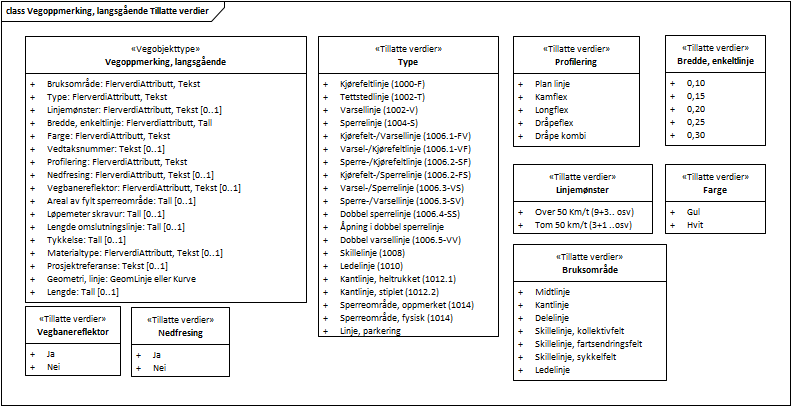 class Vegoppmerking, langsgående Tillatte verdier
«Vegobjekttype»
Vegoppmerking, langsgående
+ Bruksområde: FlerverdiAttributt, Tekst
+ Type: FlerverdiAttributt, Tekst
+ Linjemønster: FlerverdiAttributt, Tekst [0..1]
+ Bredde, enkeltlinje: Flerverdiattributt, Tall
+ Farge: FlerverdiAttributt, Tekst
+ Vedtaksnummer: Tekst [0..1]
+ Profilering: FlerverdiAttributt, Tekst
+ Nedfresing: FlerverdiAttributt, Tekst [0..1]
+ Vegbanereflektor: FlerverdiAttributt, Tekst [0..1]
+ Areal av fylt sperreområde: Tall [0..1]
+ Løpemeter skravur: Tall [0..1]
+ Lengde omslutningslinje: Tall [0..1]
+ Tykkelse: Tall [0..1]
+ Materialtype: FlerverdiAttributt, Tekst [0..1]
+ Prosjektreferanse: Tekst [0..1]
+ Geometri, linje: GeomLinje eller Kurve
+ Lengde: Tall [0..1]
«Tillatte verdier»
Type
+ Kjørefeltlinje (1000-F)
+ Tettstedlinje (1002-T)
+ Varsellinje (1002-V)
+ Sperrelinje (1004-S)
+ Kjørefelt-/Varsellinje (1006.1-FV)
+ Varsel-/Kjørefeltlinje (1006.1-VF)
+ Sperre-/Kjørefeltlinje (1006.2-SF)
+ Kjørefelt-/Sperrelinje (1006.2-FS)
+ Varsel-/Sperrelinje (1006.3-VS)
+ Sperre-/Varsellinje (1006.3-SV)
+ Dobbel sperrelinje (1006.4-SS)
+ Åpning i dobbel sperrelinje
+ Dobbel varsellinje (1006.5-VV)
+ Skillelinje (1008)
+ Ledelinje (1010)
+ Kantlinje, heltrukket (1012.1)
+ Kantlinje, stiplet (1012.2)
+ Sperreområde, oppmerket (1014)
+ Sperreområde, fysisk (1014)
+ Linje, parkering
«Tillatte verdier»
Profilering
+ Plan linje
+ Kamflex
+ Longflex
+ Dråpeflex
+ Dråpe kombi
«Tillatte verdier»
Bredde, enkeltlinje
+ 0,10
+ 0,15
+ 0,20
+ 0,25
+ 0,30
«Tillatte verdier»
Linjemønster
+ Over 50 Km/t (9+3.. osv)
+ Tom 50 km/t (3+1 ..osv)
«Tillatte verdier»
Farge
+ Gul
+ Hvit
«Tillatte verdier»
Bruksområde
+ Midtlinje
+ Kantlinje
+ Delelinje
+ Skillelinje, kollektivfelt
+ Skillelinje, fartsendringsfelt
+ Skillelinje, sykkelfelt
+ Ledelinje
«Tillatte verdier»
Vegbanereflektor
+ Ja
+ Nei
«Tillatte verdier»
Nedfresing
+ Ja
+ Nei